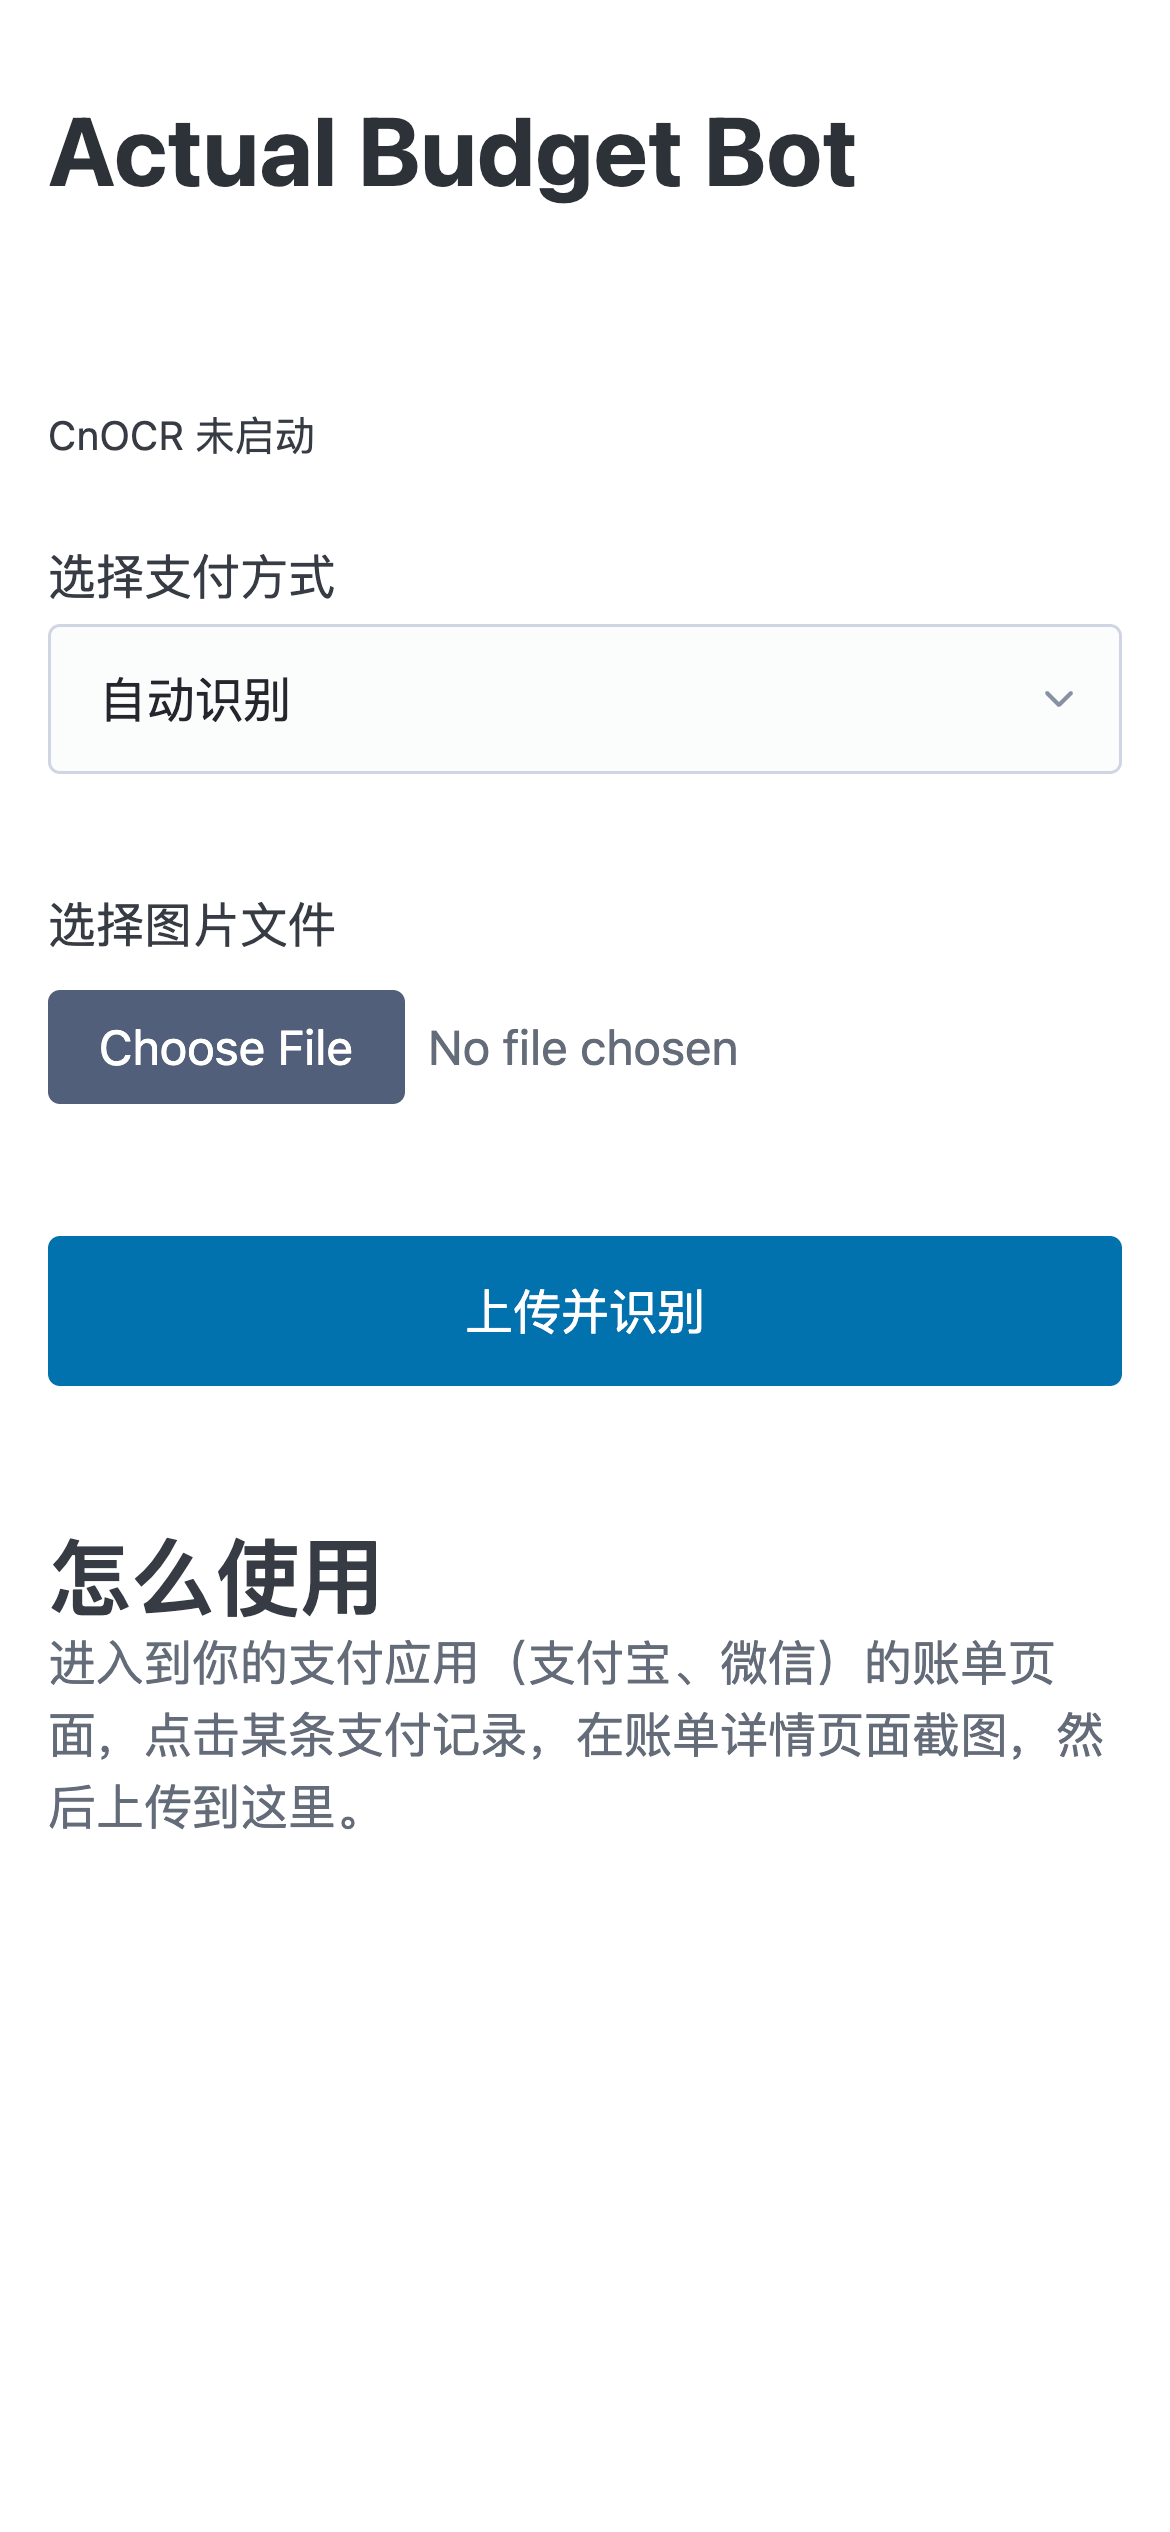 Actual Budget Bot
CnOCR 未启动
选择支付方式
自动识别
选择图片文件
Choose File No file chosen
上传并识别
怎么使用
进入到你的支付应用（支付宝、微信）的账单页
面，点击某条支付记录，在账单详情页面截图，然
后上传到这里。